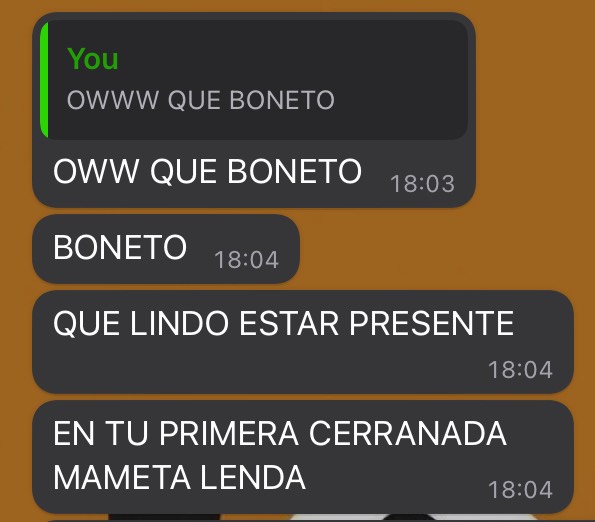 You
OWWW QUE BONETO
OWW QUE BONETO 18:03
BONETO 18:04
QUE LINDO ESTAR PRESENTE
18:04
EN TU PRIMERA CERRANADA
MAMETA LENDA 18:04